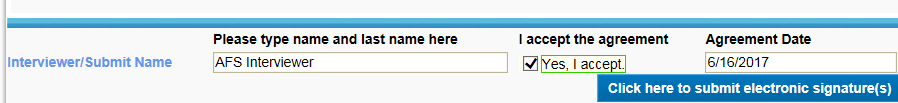 Please type name and last name here I accept the agreement Agreement Date
Interviewer/Submit Name AFS Interviewer Yes, I accept. 6/16/2017
Click here to submit electronic signature(s)